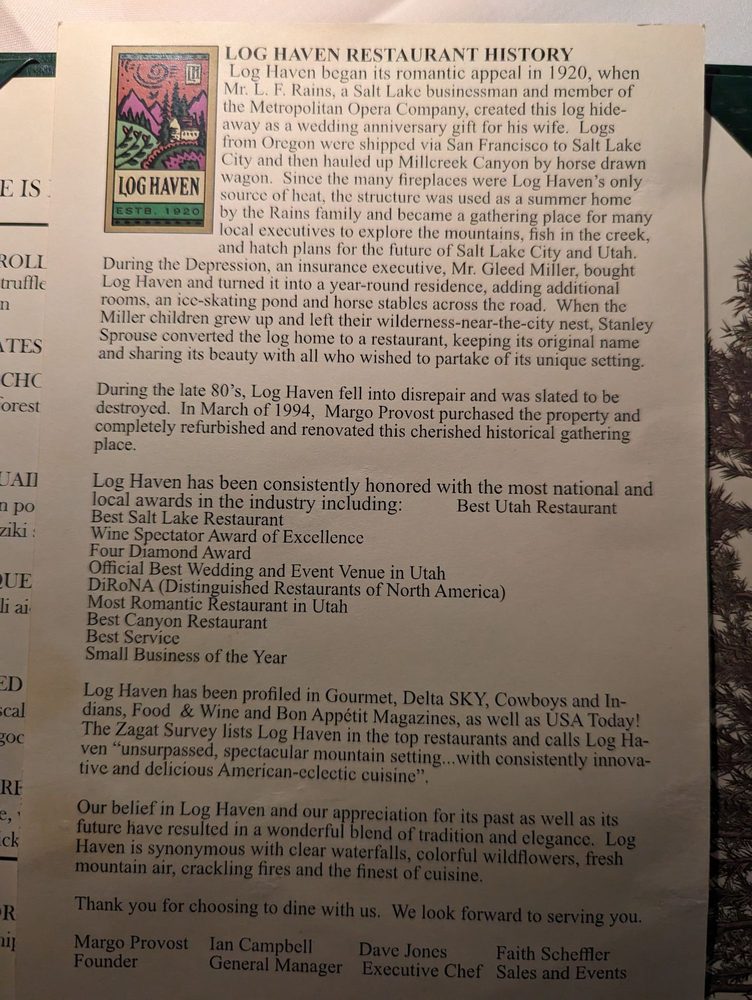 LOG HAVEN RESTAURANT HISTORY
Log Haven began its romantic appeal in 1920, when
Mr. L. F. Rains, a Salt Lake businessman and member of
the Metropolitan Opera Company, created this log hide-
away as a wedding anniversary gift for his wife. Logs
from Oregon were shipped via San Francisco to Salt Lake
City and then hauled up Millcreek Canyon by horse drawn
wagon. Since the many fireplaces were Log Haven's only
source of heat, the structure was used as a summer home
by the Rains family and became a gathering place for many
local executives to explore the mountains, fish in the creek,
and hatch plans for the future of Salt Lake City and Utah.
During the Depression, an insurance executive, Mr. Gleed Miller, bought
Log Haven and turned it into a year-round residence, adding additional
rooms, an ice-skating pond and horse stables across the road. When the
Miller children grew up and left their wilderness-near-the-city nest, Stanley
Sprouse converted the log home to a restaurant, keeping its original name
and sharing its beauty with all who wished to partake of its unique setting.
LOG HAVEN
ESTB. 1920
During the late 80's, Log Haven fell into disrepair and was slated to be
destroyed. In March of 1994, Margo Provost purchased the property and
completely refurbished and renovated this cherished historical gathering
place.
Log Haven has been consistently honored with the most national and
local awards in the industry including: Best Utah Restaurant
Best Salt Lake Restaurant
Wine Spectator Award of Excellence
Four Diamond Award
Official Best Wedding and Event Venue in Utah
DiRoNA (Distinguished Restaurants of North America)
Most Romantic Restaurant in Utah
Best Canyon Restaurant
Best Service
Small Business of the Year
Log Haven has been profiled in Gourmet, Delta SKY, Cowboys and In-
dians, Food & Wine and Bon Appétit Magazines, as well as USA Today!
The Zagat Survey lists Log Haven in the top restaurants and calls Log Ha-
ven "unsurpassed, spectacular mountain setting...with consistently innova-
tive and delicious American-eclectic cuisine".
Our belief in Log Haven and our appreciation for its past as well as its
future have resulted in a wonderful blend of tradition and elegance. Log
Haven is synonymous with clear waterfalls, colorful wildflowers, fresh
mountain air, crackling fires and the finest of cuisine.
Thank you for choosing to dine with us. We look forward to serving you.
Margo Provost Ian Campbell Dave Jones Faith Scheffler
Founder General Manager Executive Chef Sales and Events